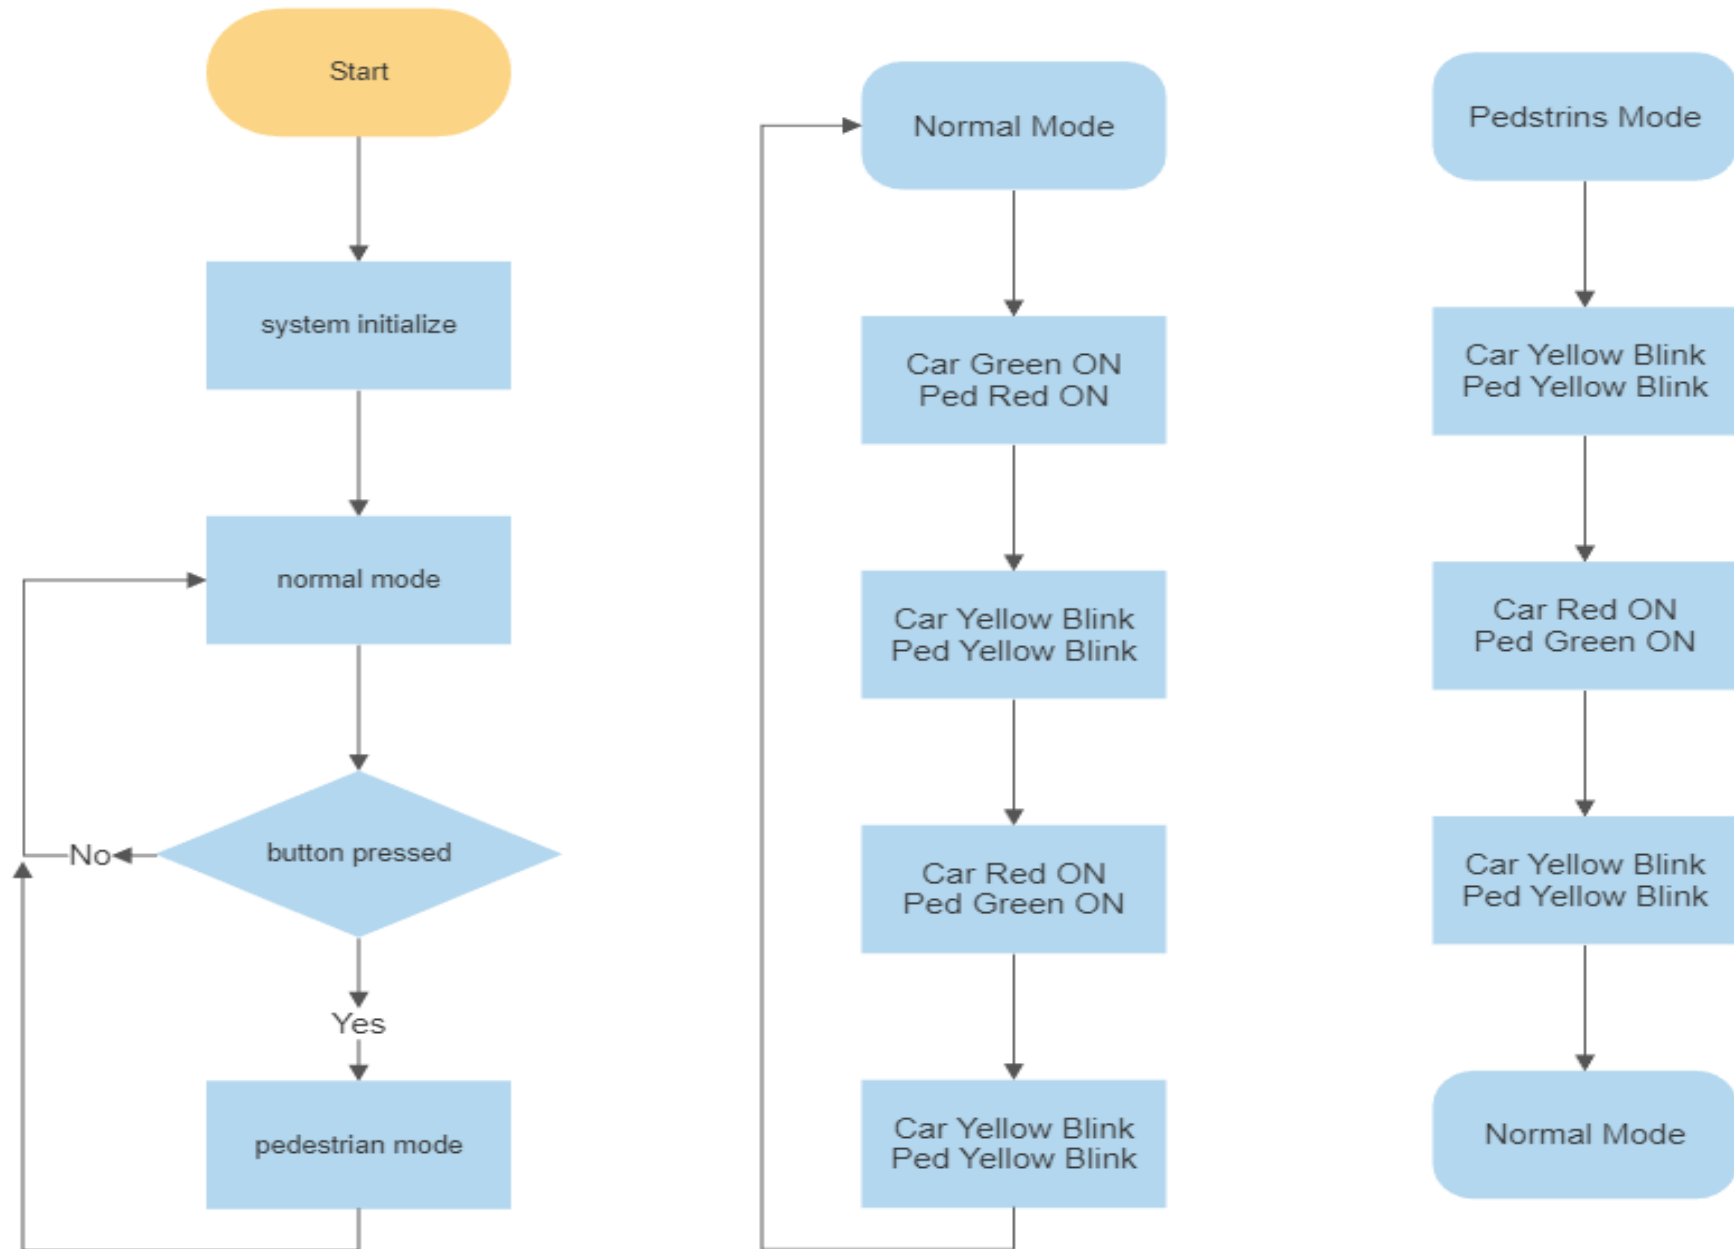 Start
system initialize
normal mode
button pressed
No
Yes
pedestrian mode
Normal Mode
Car Green ON
Ped Red ON
Car Yellow Blink
Ped Yellow Blink
Car Red ON
Ped Green ON
Car Yellow Blink
Ped Yellow Blink
Pedstrins Mode
Car Yellow Blink
Ped Yellow Blink
Car Red ON
Ped Green ON
Car Yellow Blink
Ped Yellow Blink
Normal Mode